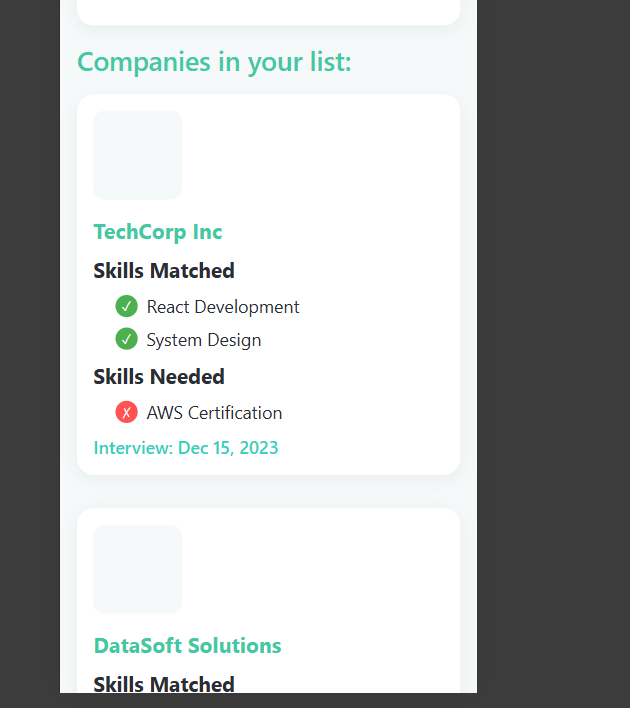 Companies in your list:
TechCorp Inc
Skills Matched
✓ React Development
✓ System Design
Skills Needed
✗ AWS Certification
Interview: Dec 15, 2023
DataSoft Solutions
Skills Matched